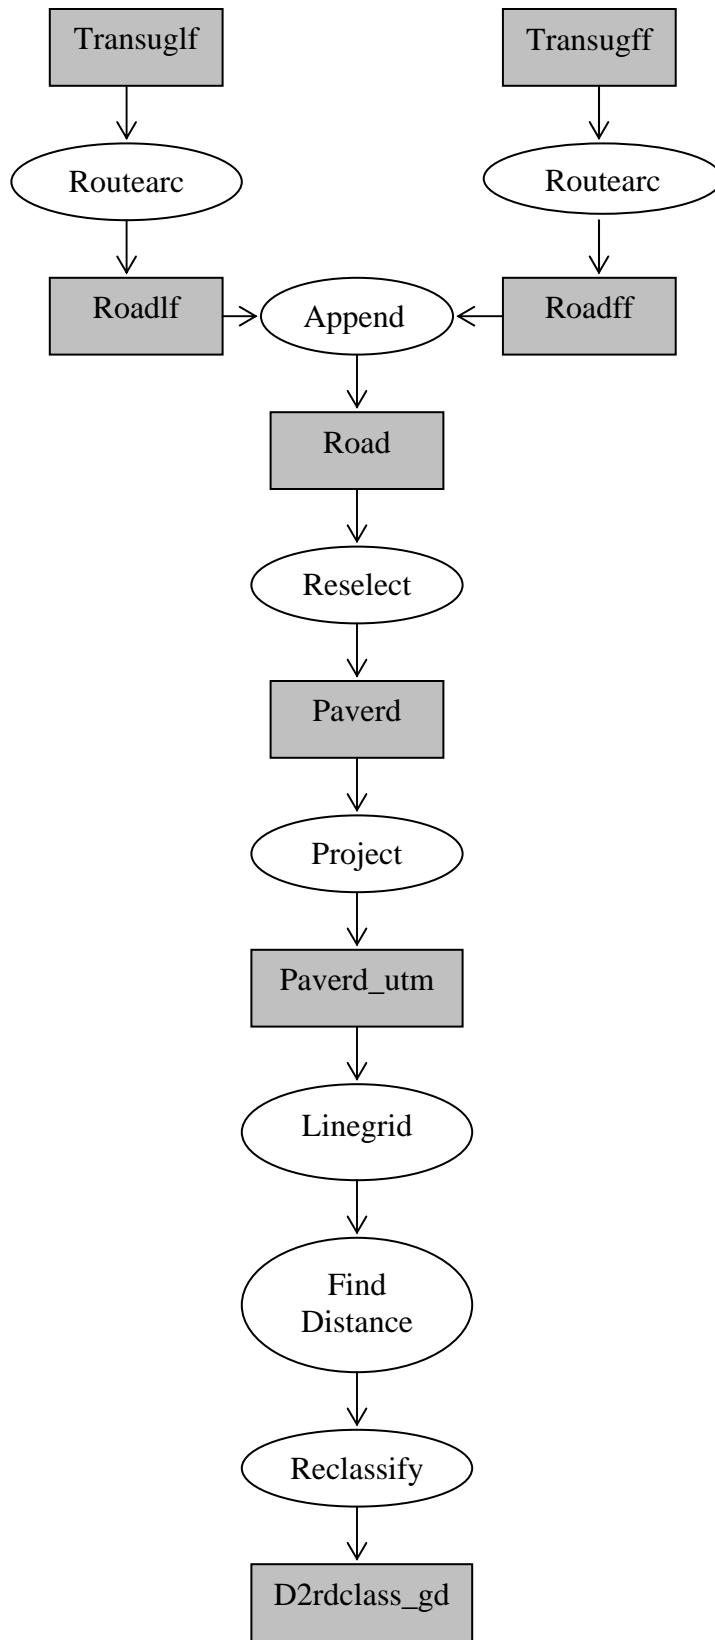 Transuglf
Transugff
Routearc
Routearc
Roadlf
Append
Roadff
Road
Reselect
Paverd
Project
Paverd_utm
Linegrid
Find
Distance
Reclassify
D2rdclass_gd